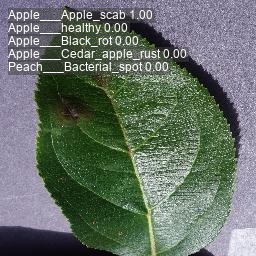 Apple___Apple_scab 1.00
Apple___healthy 0.00
Apple___Black_rot 0.00
Apple___Cedar_apple_rust 0.00
Peach___Bacterial_spot 0.00